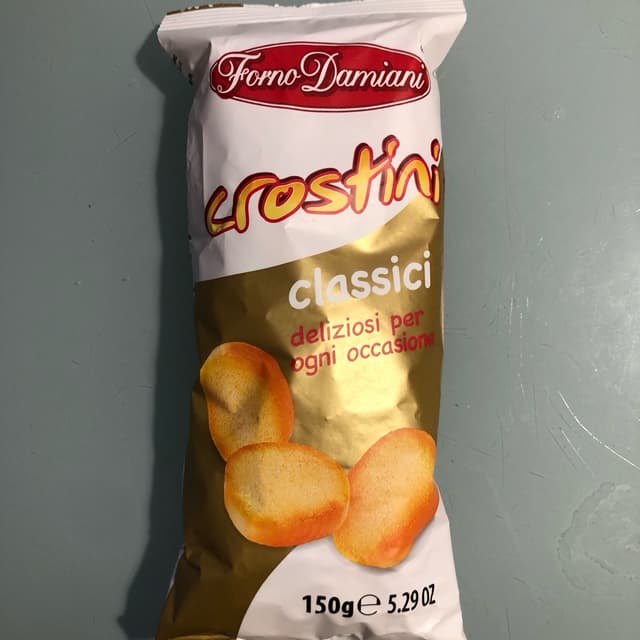 Forno Damiani
crostini
classici
deliziosi per
ogni occasione
150g ℮ 5.29 OZ